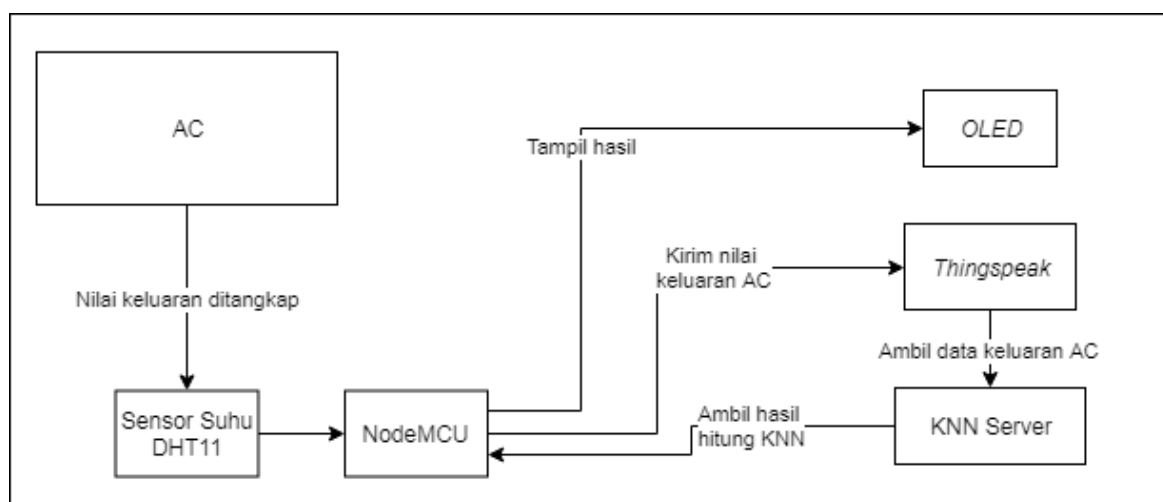 AC
OLED
Tampil hasil
Kirim nilai
keluaran AC
Thingspeak
Nilai keluaran ditangkap
Ambil data keluaran AC
Sensor Suhu
DHT11
NodeMCU
Ambil hasil
hitung KNN
KNN Server